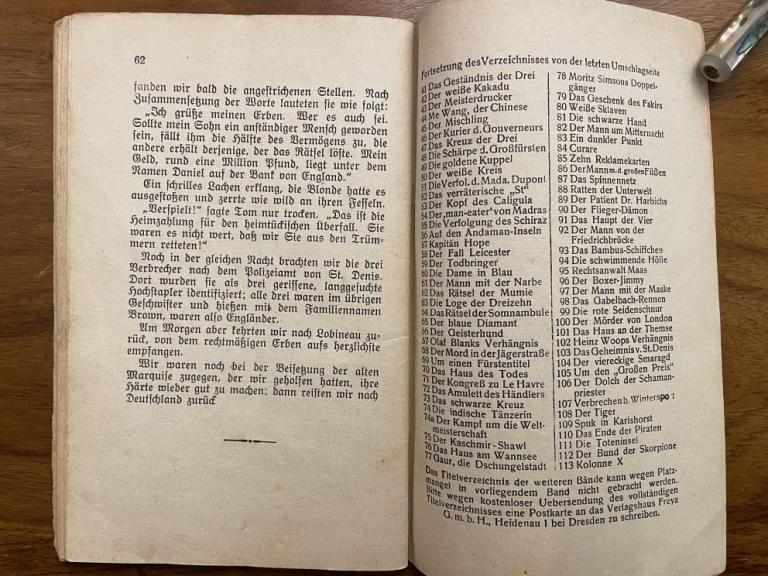 62
fanden wir bald die angestrichenen Stellen. Nach
Zusammensetzung der Worte lauteten sie wie folgt:
„Ich grüße meinen Erben. Wer es auch sei.
Sollte mein Sohn ein anständiger Mensch geworden
sein, fällt ihm die Hälfte des Vermögens zu, die
andere erhält derjenige, der das Rätsel löste. Mein
Geld, rund eine Million Pfund, liegt unter dem
Namen Daniel auf der Bank von England.“
Ein schrilles Lachen erklang, die Blonde hatte es
ausgestoßen und zerrte wie wild an ihren Fesseln.
„Verspielt!“ sagte Tom nur trocken. „Das ist die
Heimzahlung für den heimtückischen Überfall. Sie
waren es nicht wert, daß wir Sie aus den Trüm-
mern retteten!“
Noch in der gleichen Nacht brachten wir die drei
Verbrecher nach dem Polizeiamt von St. Denis.
Dort wurden sie als drei gerissene, langgesuchte
Hochstapler identifiziert; alle drei waren im übrigen
Geschwister und hießen mit dem Familiennamen
Brown, waren also Engländer.
Am Morgen aber kehrten wir nach Lobineau zu-
rück, von dem rechtmäßigen Erben aufs herzlichste
empfangen.
Wir waren noch bei der Beisetzung der alten
Marquise zugegen, der wir geholfen hatten, ihre
Härte wieder gut zu machen; dann reisten wir nach
Deutschland zurück
Fortsetzung des Verzeichnisses von der letzten Umschlagseite
41 Das Geständnis der Drei
42 Der weiße Kakadu
43 Der Meisterdrucker
44 Me Wang, der Chinese
45 Der Mischling
46 Der Kurier d. Gouverneurs
47 Das Kreuz der Drei
48 Die Schärpe d. Großfürsten
49 Die goldene Kuppel
50 Der weiße Kreis
51 Die Verfol. d. Mada. Dupont
52 Das verräterische „St“
53 Der Kopf des Caligula
54 Der „man-eater“ von Madras
55 Die Verfolgung des Schiraz
56 Auf den Andaman-Inseln
57 Kapitän Hope
58 Der Fall Leicester
59 Der Todbringer
60 Die Dame in Blau
61 Der Mann mit der Narbe
62 Das Rätsel der Mumie
63 Die Loge der Dreizehn
64 Das Rätsel des Somnambule
65 Der blaue Diamant
66 Der Geisterhund
67 Olaf Blanks Verhängnis
68 Der Mord in der Jägerstraße
69 Um einen Fürstentitel
70 Das Haus des Todes
71 Der Kongreß zu Le Havre
72 Das Amulett des Händlers
73 Das schwarze Kreuz
74 Die indische Tänzerin
74a Der Kampf um die Welt-
meisterschaft
75 Der Kaschmir-Shawl
76 Das Haus am Wannsee
77 Gaur, die Dschungelstadt
78 Moritz Simsons Doppel-
gänger
79 Das Geschenk des Fakirs
80 Weiße Sklaven
81 Die schwarze Hand
82 Der Mann um Mitternacht
83 Ein dunkler Punkt
84 Curare
85 Zehn Reklamekarten
86 Der Mann m. d. großen Füßen
87 Das Spinnennetz
88 Ratten der Unterwelt
89 Der Patient Dr. Harbichs
90 Der Flieger-Dämon
91 Das Haupt der Vier
92 Der Mann von der
Friedrichbrücke
93 Das Bambus-Schiffchen
94 Die schwimmende Hölle
95 Rechtsanwalt Maas
96 Der Boxer-Jimmy
97 Der Mann mit der Maske
98 Das Gabelbach-Rennen
99 Die rote Seidenschnur
100 Der Mörder von London
101 Das Haus an der Themse
102 Heinz Woops Verhängnis
103 Das Geheimnis v. St. Denis
104 Der viereckige Smaragd
105 Um den „Großen Preis“
106 Der Dolch der Schaman-
priester
107 Verbrechen b. Winterspo t
108 Der Tiger
109 Spuk in Karlshorst
110 Das Ende der Piraten
111 Die Toteninsel
112 Der Bund der Skorpione
113 Kolonne X
Das Titelverzeichnis der weiteren Bände kann wegen Platz-
mangel in vorliegendem Band nicht gebracht werden.
Bitte wegen kostenloser Uebersendung des vollständigen
Titelverzeichnisses eine Postkarte an das Verlagshaus Freya
G. m. b. H., Heidenau 1 bei Dresden zu schreiben.